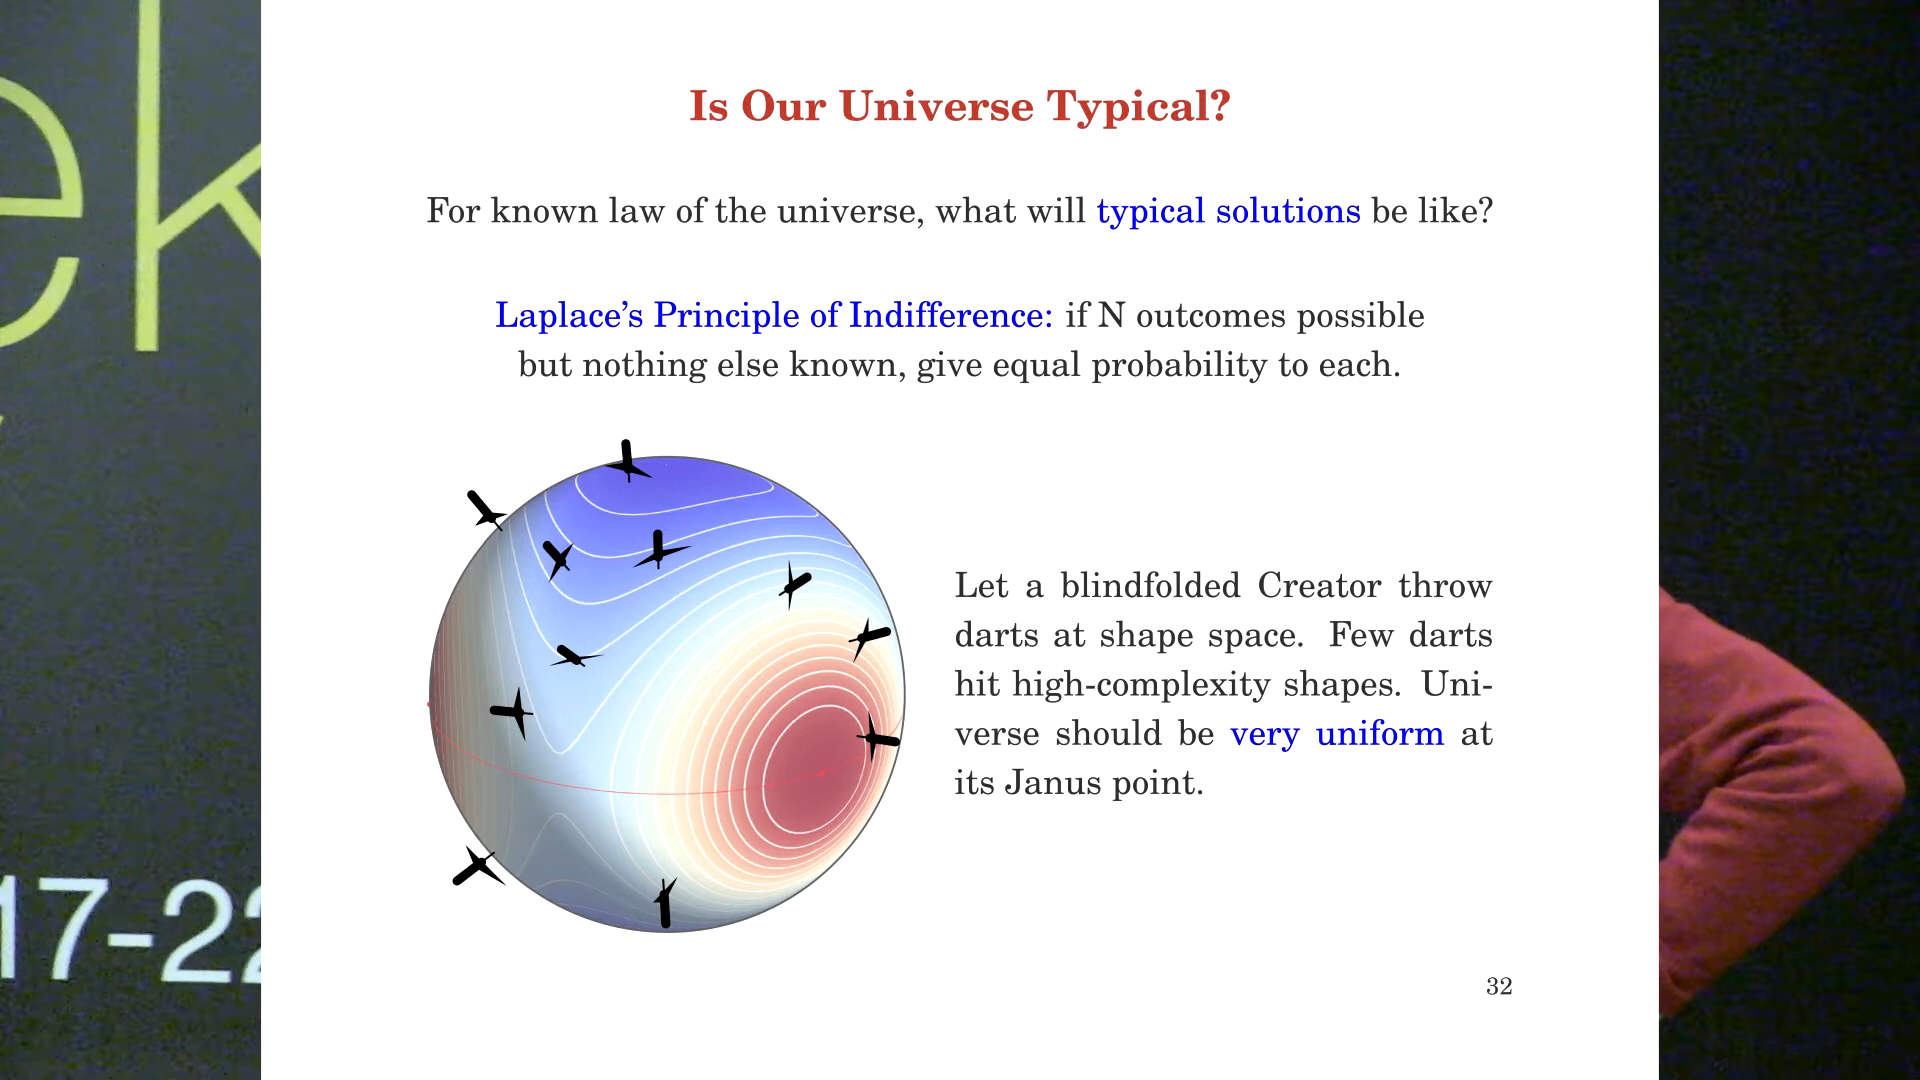 ek
17-22
Is Our Universe Typical?
For known law of the universe, what will typical solutions be like?
Laplace’s Principle of Indifference: if N outcomes possible
but nothing else known, give equal probability to each.
Let a blindfolded Creator throw
darts at shape space. Few darts
hit high-complexity shapes. Uni-
verse should be very uniform at
its Janus point.
32